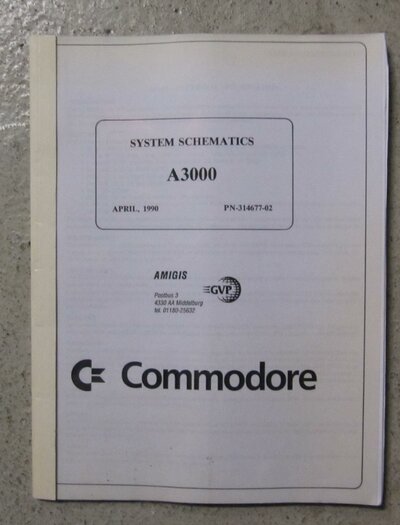 SYSTEM SCHEMATICS
A3000
APRIL, 1990 PN-314677-02
AMIGIS
GVP
Postbus 3
4330 AA Middelburg
tel. 01180-25632
Commodore